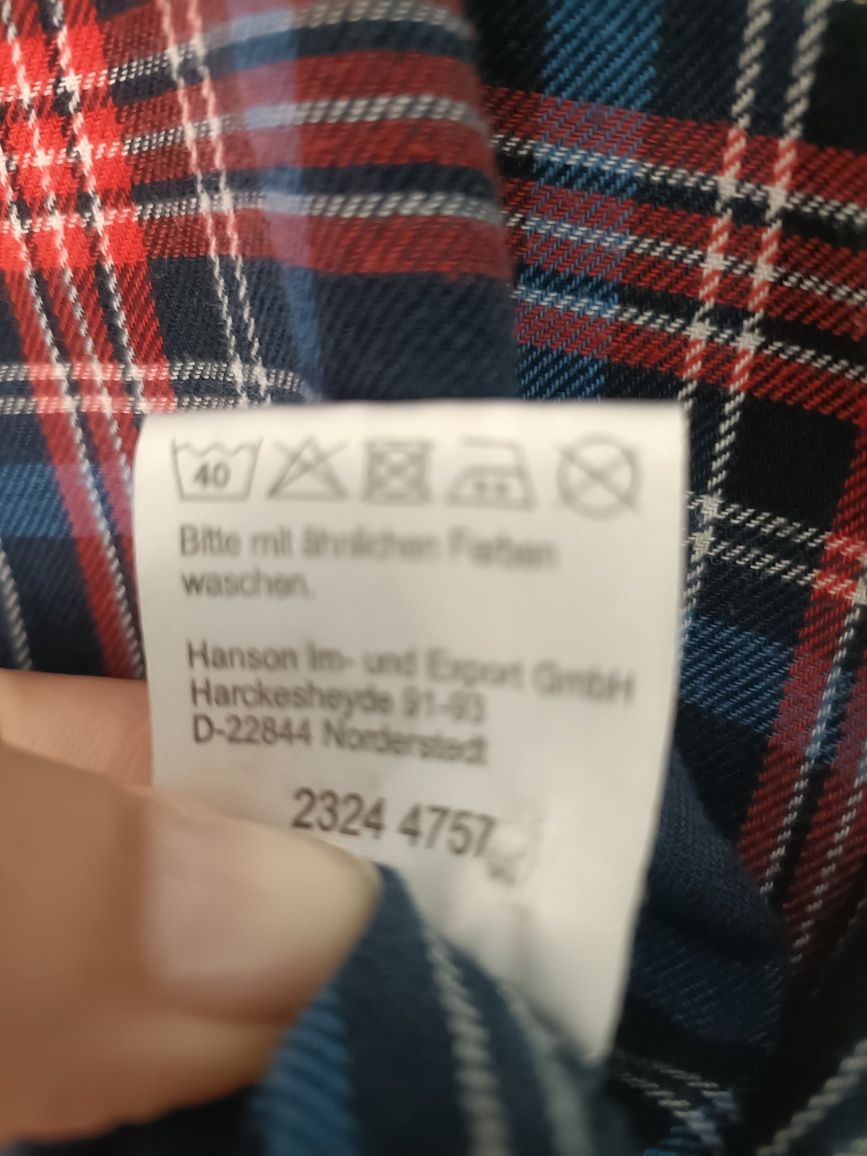 40
Bitte mit ähnlichen Farben
waschen.
Hanson Im- und Export GmbH
Harckesheyde 91-93
D-22844 Norderstedt
2324 4757